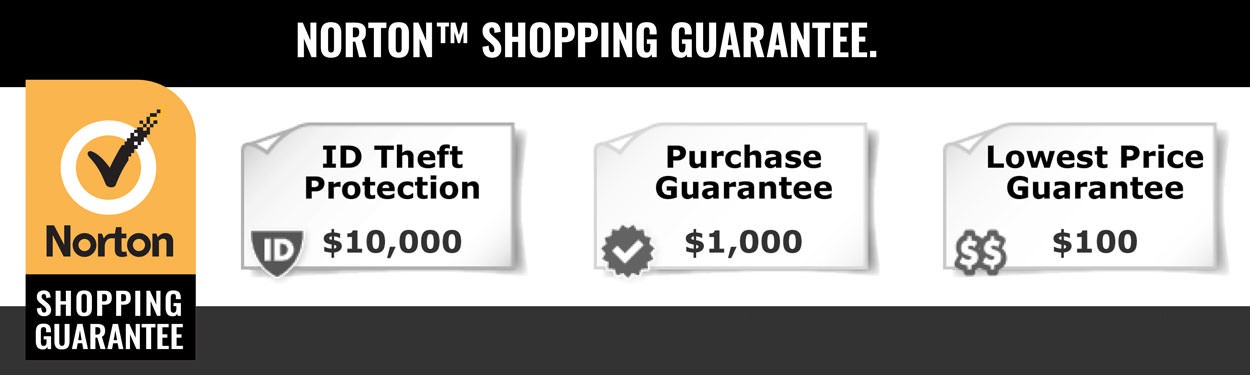 NORTON™ SHOPPING GUARANTEE.
Norton
SHOPPING
GUARANTEE
ID Theft
Protection
ID
$10,000
Purchase
Guarantee
$1,000
Lowest Price
Guarantee
$$
$100